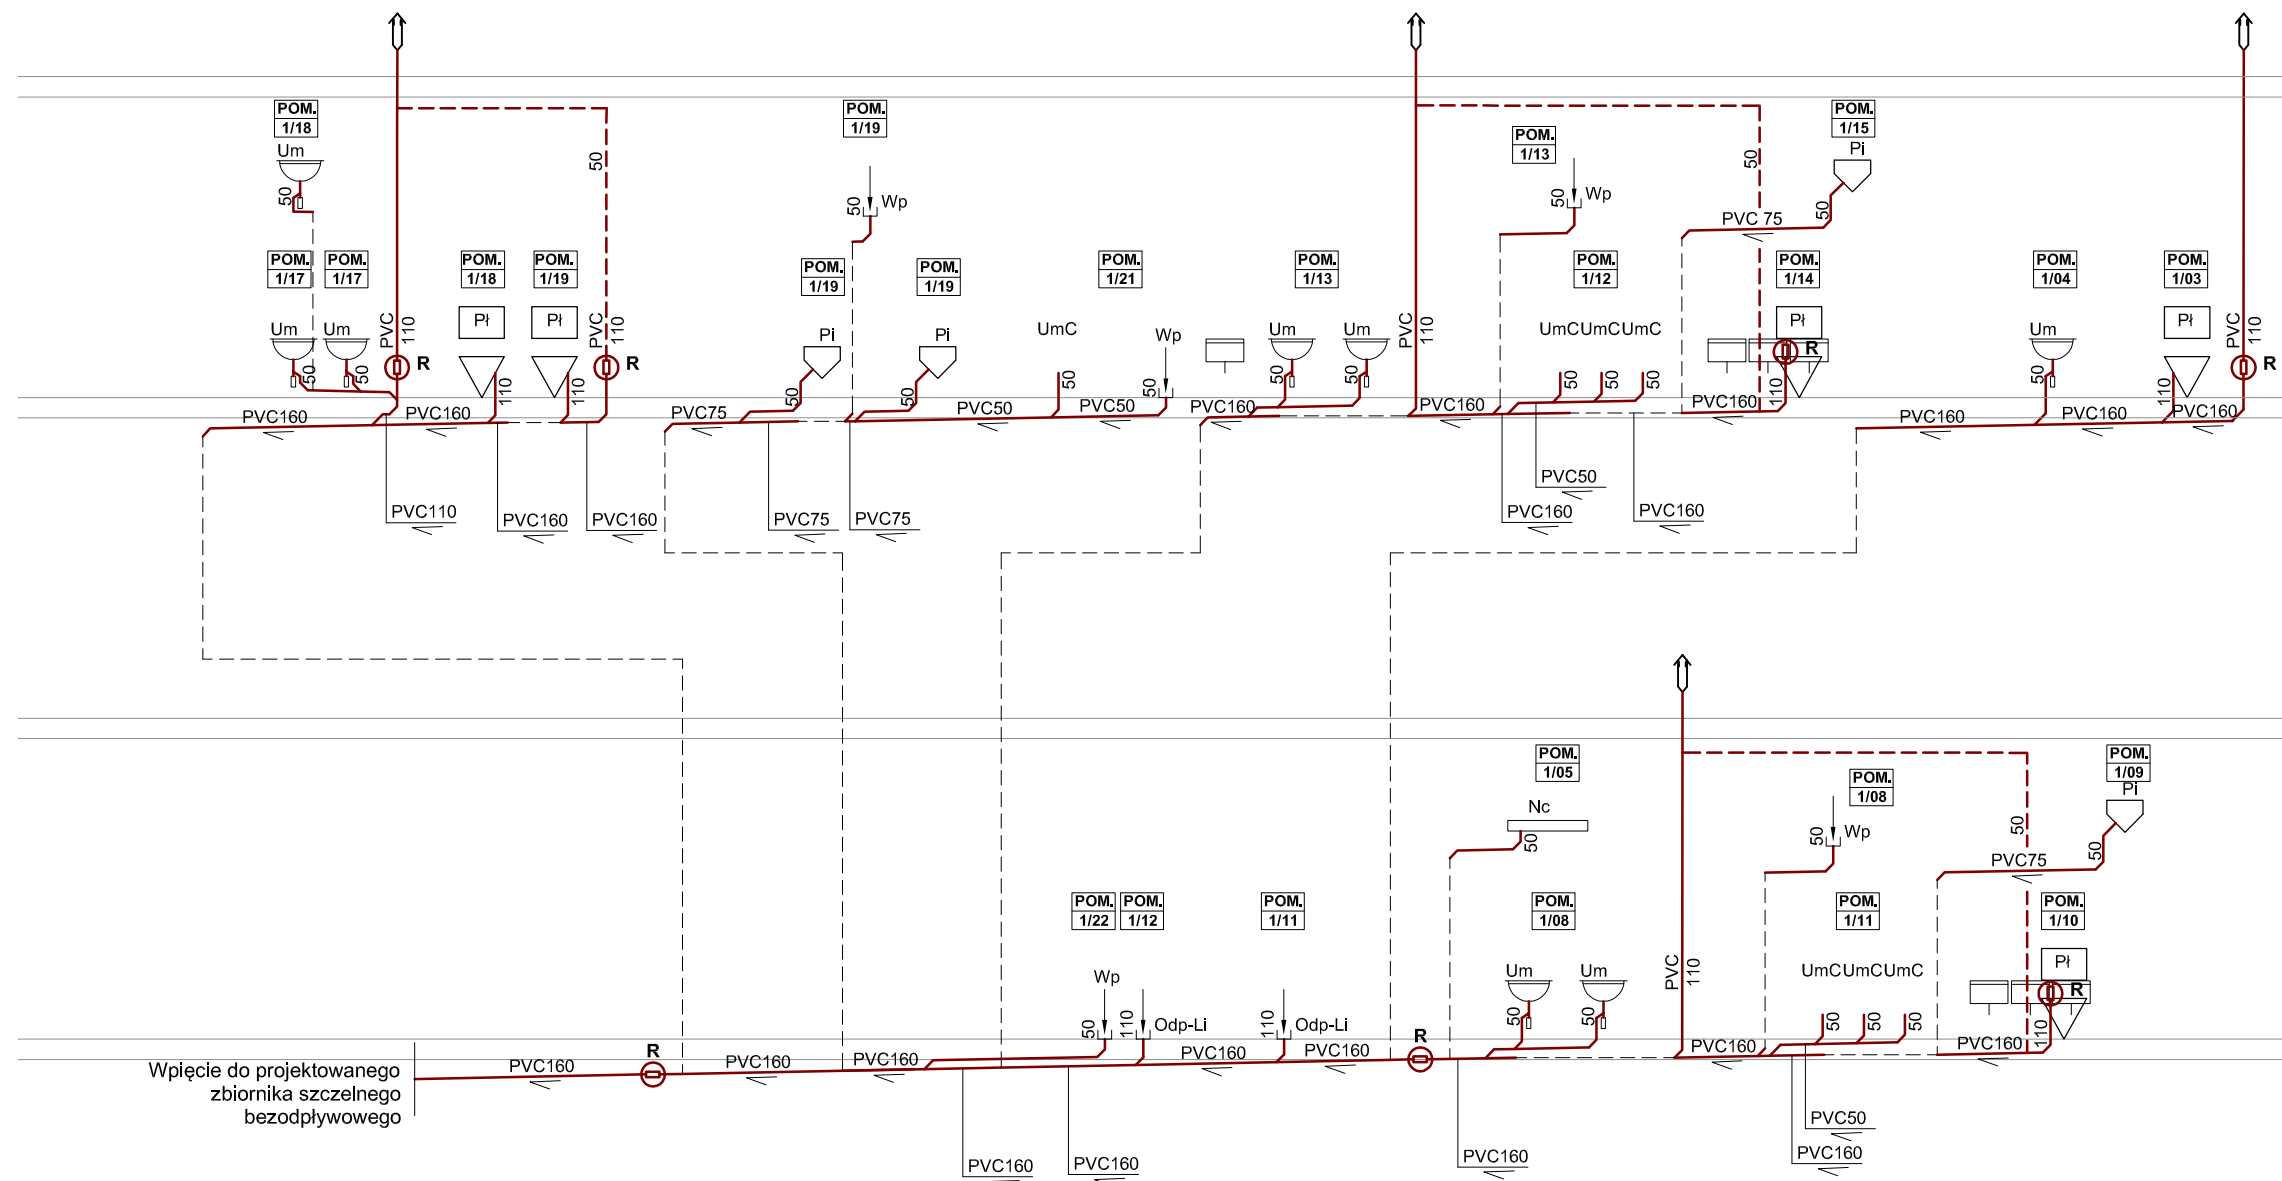 POM.
1/18
POM.
1/19
POM.
1/15
POM.
1/13
Um
50
50
50
Wp
50
Wp
50
Pi
50
PVC 75
POM.
1/17
POM.
1/17
POM.
1/18
POM.
1/19
POM.
1/19
POM.
1/19
POM.
1/21
POM.
1/13
POM.
1/12
POM.
1/14
POM.
1/04
POM.
1/03
Um
Um
50
50
PVC
110
R
Pł
110
Pł
110
PVC
110
R
Pi
50
Pi
50
UmC
50
Wp
50
Um
50
Um
50
PVC
110
UmC
UmC
UmC
50
50
50
Pł
R
110
Um
50
Pł
110
PVC
110
R
PVC160
PVC160
PVC75
PVC50
PVC50
PVC160
PVC160
PVC160
PVC160
PVC160
PVC160
PVC110
PVC160
PVC160
PVC75
PVC75
PVC50
PVC160
PVC160
POM.
1/05
POM.
1/08
POM.
1/09
Nc
50
50
Wp
50
Pi
50
PVC75
POM.
1/22
POM.
1/12
POM.
1/11
POM.
1/08
POM.
1/11
POM.
1/10
Wp
50
110
Odp-Li
110
Odp-Li
R
Um
50
Um
50
PVC
110
UmC
UmC
UmC
50
50
50
Pł
R
110
Wpięcie do projektowanego
zbiornika szczelnego
bezodpływowego
PVC160
R
PVC160
PVC160
PVC160
PVC160
PVC160
PVC160
PVC50
PVC160
PVC160
PVC160
PVC160